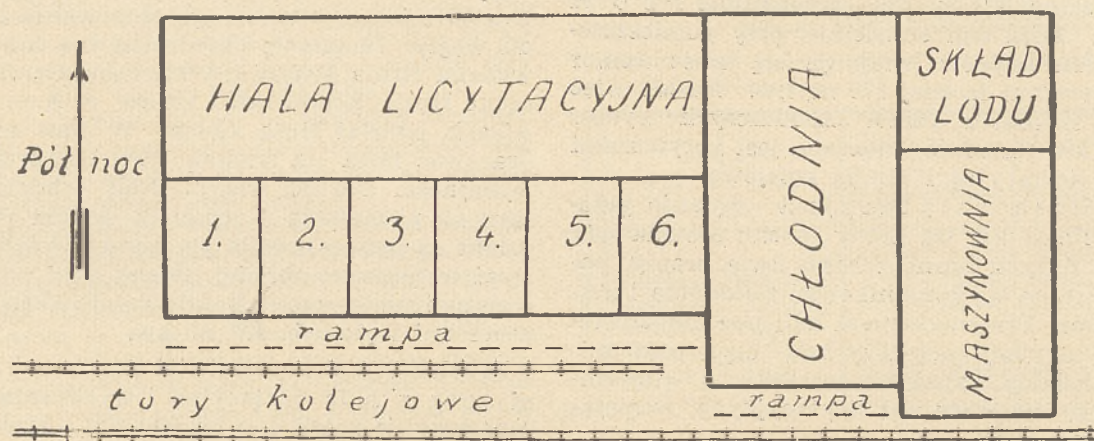 SKŁAD
LODU
HALA LICYTACYJNA
CHŁODNIA
Północ
MASZYNOWNIA
1. 2. 3. 4. 5. 6.
rampa
tory kolejowe
rampa